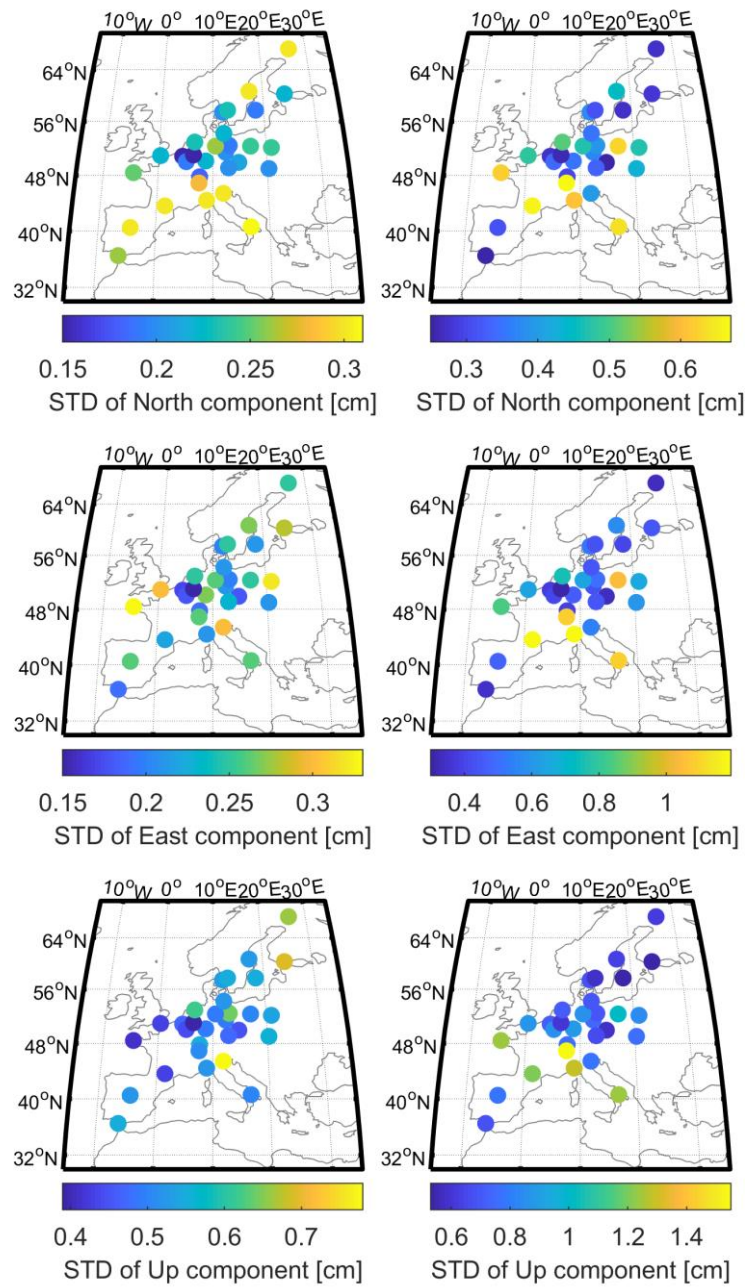 10°W 0° 10°E20°E30°E 10°W 0° 10°E20°E30°E
64°N 64°N
56°N 56°N
48°N 48°N
40°N 40°N
32°N 32°N
0.15 0.2 0.25 0.3 0.3 0.4 0.5 0.6
STD of North component [cm] STD of North component [cm]
10°W 0° 10°E20°E30°E 10°W 0° 10°E20°E30°E
64°N 64°N
56°N 56°N
48°N 48°N
40°N 40°N
32°N 32°N
0.15 0.2 0.25 0.3 0.4 0.6 0.8 1
STD of East component [cm] STD of East component [cm]
10°W 0° 10°E20°E30°E 10°W 0° 10°E20°E30°E
64°N 64°N
56°N 56°N
48°N 48°N
40°N 40°N
32°N 32°N
0.4 0.5 0.6 0.7 0.6 0.8 1 1.2 1.4
STD of Up component [cm] STD of Up component [cm]